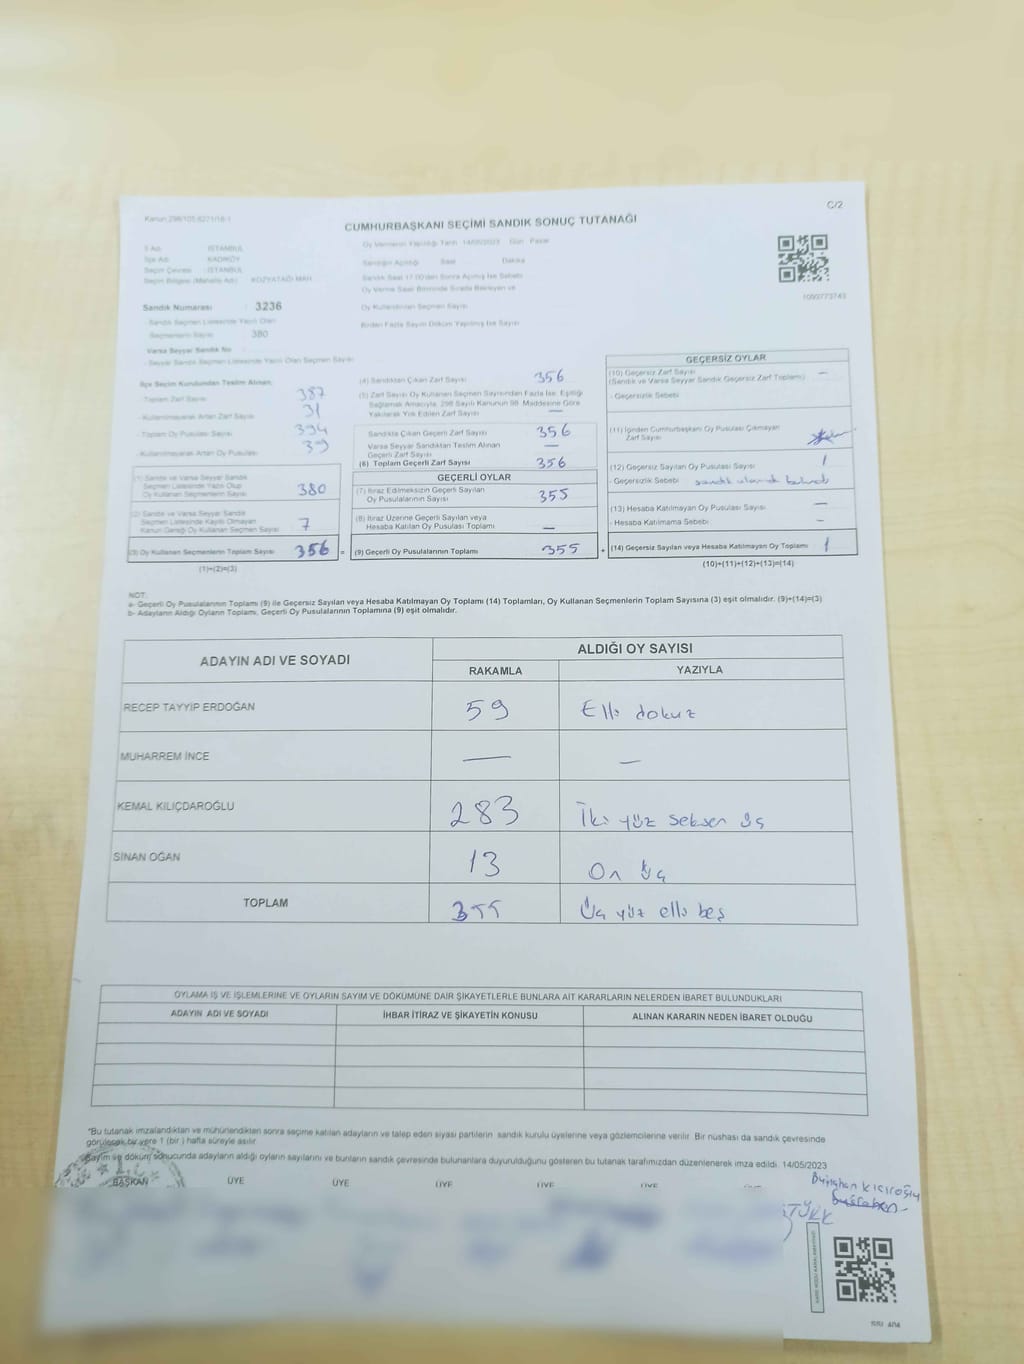 C/2
Kanun 298/105 6271/16-1
CUMHURBAŞKANI SEÇİMİ SANDIK SONUÇ TUTANAĞI
İl Adı : İSTANBUL
İlçe Adı : KADIKÖY
Seçim Çevresi : İSTANBUL
Seçim Bölgesi (Mahalle Adı) : KOZYATAĞI MAH.
Oy Vermenin Yapıldığı Tarih 14/05/2023 Gün Pazar
Sandığın Açıldığı Saat Dakika
Sandık Saat 17.00'den Sonra Açılmış İse Sebebi
Oy Verme Saati Bitiminde Sırada Bekleyen ve
Oy Kullandırılan Seçmen Sayısı
Birden Fazla Sayım Döküm Yapılmış İse Sayısı
1092773743
Sandık Numarası : 3236
- Sandık Seçmen Listesinde Yazılı Olan
Seçmenlerin Sayısı : 380
Varsa Seyyar Sandık No :
- Seyyar Sandık Seçmen Listesinde Yazılı Olan Seçmen Sayısı
İlçe Seçim Kurulundan Teslim Alınan;
- Toplam Zarf Sayısı 387
- Kullanılmayarak Artan Zarf Sayısı 31
- Toplam Oy Pusulası Sayısı 394
- Kullanılmayarak Artan Oy Pusulası 39
(1) Sandık ve Varsa Seyyar Sandık
Seçmen Listesinde Yazılı Olup
Oy Kullanan Seçmenlerin Sayısı 380
(2) Sandık ve Varsa Seyyar Sandık
Seçmen Listesinde Kayıtlı Olmayan
Kanun Gereği Oy Kullanan Seçmen Sayısı 7
(3) Oy Kullanan Seçmenlerin Toplam Sayısı 356 =
(1)+(2)=(3)
(4) Sandıktan Çıkan Zarf Sayısı 356
(5) Zarf Sayısı Oy Kullanan Seçmen Sayısından Fazla İse; Eşitliği
Sağlamak Amacıyla, 298 Sayılı Kanunun 98. Maddesine Göre
Yakılarak Yok Edilen Zarf Sayısı —
Sandıkta Çıkan Geçerli Zarf Sayısı 356
Varsa Seyyar Sandıktan Teslim Alınan
Geçerli Zarf Sayısı —
(6) Toplam Geçerli Zarf Sayısı 356
GEÇERLİ OYLAR
(7) İtiraz Edilmeksizin Geçerli Sayılan
Oy Pusulalarının Sayısı 355
(8) İtiraz Üzerine Geçerli Sayılan veya
Hesaba Katılan Oy Pusulası Toplamı —
(9) Geçerli Oy Pusulalarının Toplamı 355 +
GEÇERSİZ OYLAR
(10) Geçersiz Zarf Sayısı —
(Sandık ve Varsa Seyyar Sandık Geçersiz Zarf Toplamı)
- Geçersizlik Sebebi
(11) İçinden Cumhurbaşkanı Oy Pusulası Çıkmayan
Zarf Sayısı
(12) Geçersiz Sayılan Oy Pusulası Sayısı 1
- Geçersizlik Sebebi
(13) Hesaba Katılmayan Oy Pusulası Sayısı —
- Hesaba Katılmama Sebebi —
(14) Geçersiz Sayılan veya Hesaba Katılmayan Oy Toplamı 1
(10)+(11)+(12)+(13)=(14)
NOT:
a- Geçerli Oy Pusulalarının Toplamı (9) ile Geçersiz Sayılan veya Hesaba Katılmayan Oy Toplamı (14) Toplamları, Oy Kullanan Seçmenlerin Toplam Sayısına (3) eşit olmalıdır. (9)+(14)=(3)
b- Adayların Aldığı Oyların Toplamı, Geçerli Oy Pusulalarının Toplamına (9) eşit olmalıdır.
ADAYIN ADI VE SOYADI
ALDIĞI OY SAYISI
RAKAMLA YAZIYLA
RECEP TAYYİP ERDOĞAN 59 Elli dokuz
MUHARREM İNCE — —
KEMAL KILIÇDAROĞLU 283 İki yüz seksen üç
SİNAN OĞAN 13 On üç
TOPLAM 355 Üç yüz elli beş
OYLAMA İŞ VE İŞLEMLERİNE VE OYLARIN SAYIM VE DÖKÜMÜNE DAİR ŞİKAYETLERLE BUNLARA AİT KARARLARIN NELERDEN İBARET BULUNDUKLARI
ADAYIN ADI VE SOYADI İHBAR İTİRAZ VE ŞİKAYETİN KONUSU ALINAN KARARIN NEDEN İBARET OLDUĞU
"Bu tutanak imzalandıktan ve mühürlendikten sonra seçime katılan adayların ve talep eden siyasi partilerin sandık kurulu üyelerine veya gözlemcilerine verilir. Bir nüshası da sandık çevresinde
görülecek bir yere 1 (bir) hafta süreyle asılır.
Sayım ve döküm sonucunda adayların aldığı oyların sayılarını ve bunların sandık çevresinde bulunanlara duyurulduğunu gösteren bu tutanak tarafımızdan düzenlenerek imza edildi. 14/05/2023
BAŞKAN ÜYE ÜYE ÜYE ÜYE ÜYE